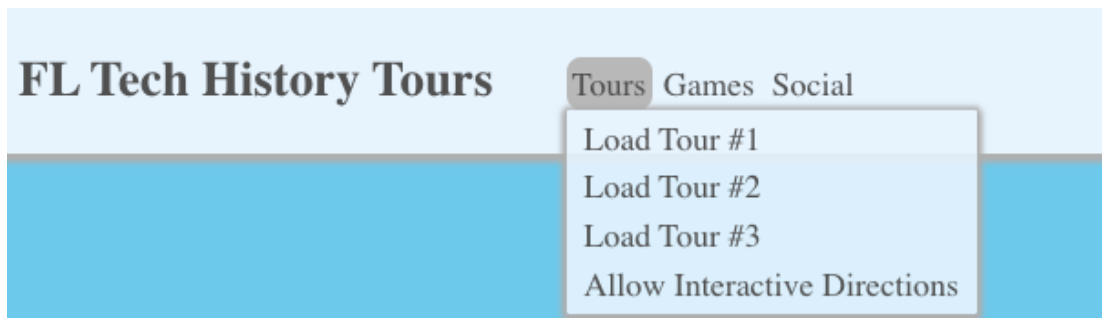 FL Tech History Tours
Tours Games Social
Load Tour #1
Load Tour #2
Load Tour #3
Allow Interactive Directions